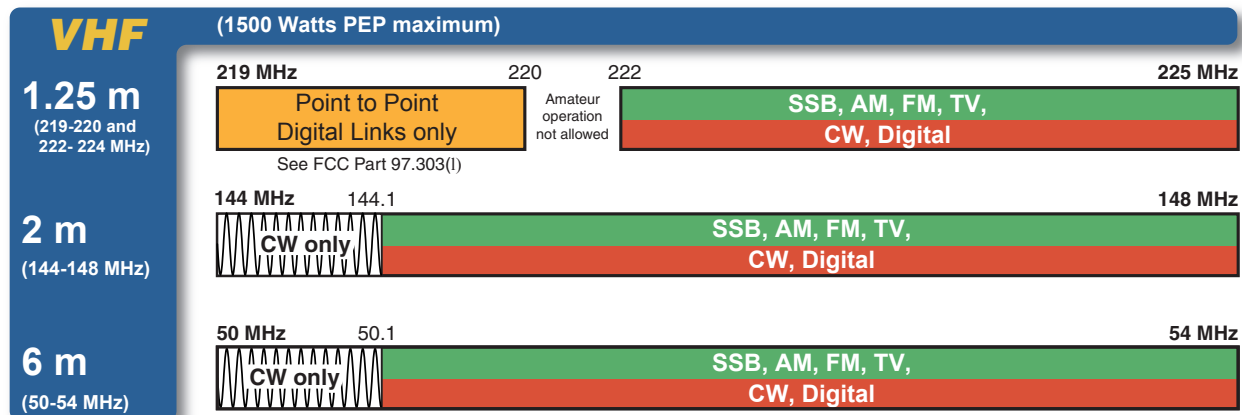 VHF
(1500 Watts PEP maximum)
1.25 m
(219-220 and
222- 224 MHz)
219 MHz 220 222 225 MHz
Point to Point
Digital Links only
Amateur
operation
not allowed
SSB, AM, FM, TV,
CW, Digital
See FCC Part 97.303(l)
2 m
(144-148 MHz)
144 MHz 144.1 148 MHz
CW only
SSB, AM, FM, TV,
CW, Digital
6 m
(50-54 MHz)
50 MHz 50.1 54 MHz
CW only
SSB, AM, FM, TV,
CW, Digital